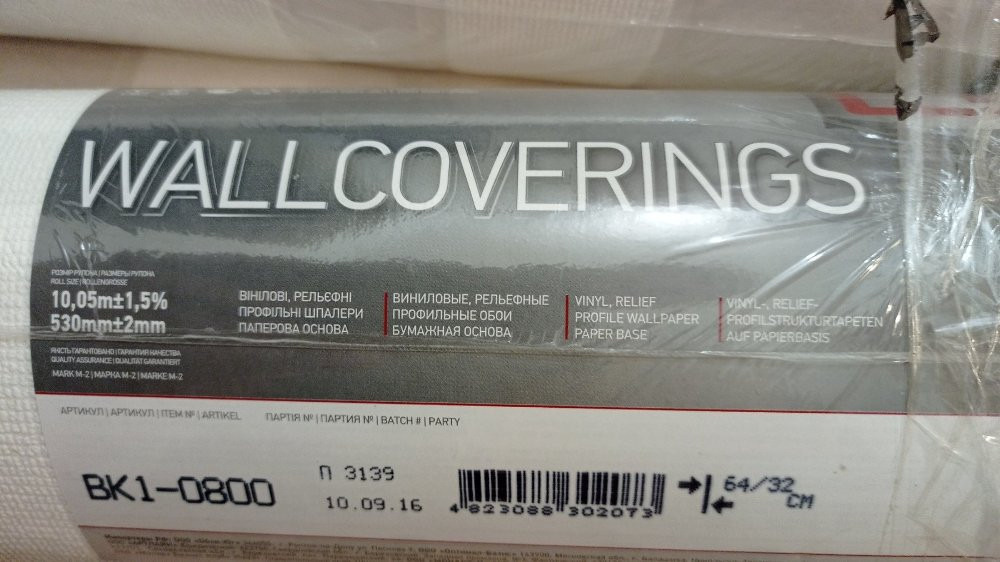 WALLCOVERINGS
РОЗМІР РУЛОНА | РАЗМЕРЫ РУЛОНА
ROLL SIZE | ROLLENGRÖSSE
10,05m±1,5%
530mm±2mm
ВІНІЛОВІ, РЕЛЬЄФНІ
ПРОФІЛЬНІ ШПАЛЕРИ
ПАПЕРОВА ОСНОВА
ВИНИЛОВЫЕ, РЕЛЬЕФНЫЕ
ПРОФИЛЬНЫЕ ОБОИ
БУМАЖНАЯ ОСНОВА
VINYL, RELIEF
PROFILE WALLPAPER
PAPER BASE
VINYL-, RELIEF-
PROFILSTRUKTURTAPETEN
AUF PAPIERBASIS
ЯКІСТЬ ГАРАНТОВАНО | ГАРАНТИЯ КАЧЕСТВА
QUALITY ASSURANCE | QUALITÄT GARANTIERT
МАRK М-2 | МАРКА М-2 | MARKE M-2
АРТИКУЛ | АРТИКУЛ | ITEM № | ARTIKEL
ПАРТІЯ № | ПАРТИЯ № | BATCH # | PARTY
BK1-0800
П 3139
10.09.16
4 823088 302073
64/32 СМ